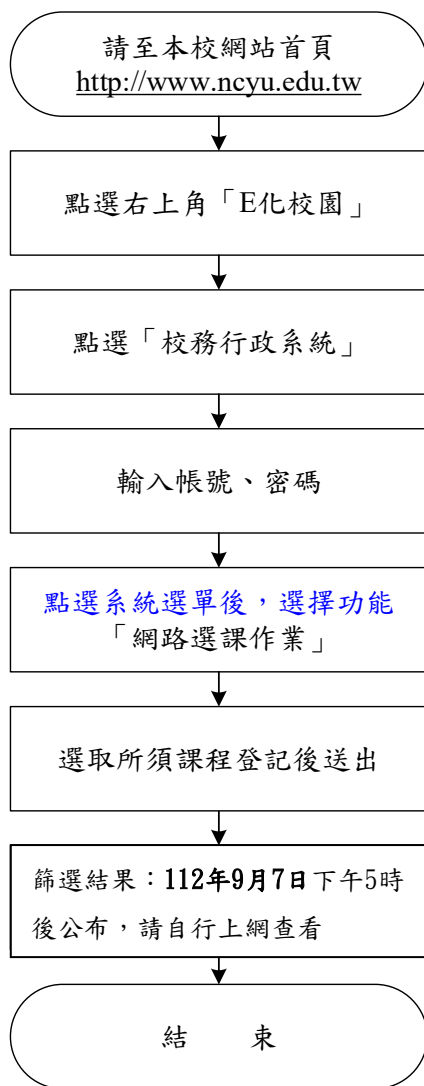 請至本校網站首頁
http://www.ncyu.edu.tw
點選右上角「E化校園」
點選「校務行政系統」
輸入帳號、密碼
點選系統選單後，選擇功能
「網路選課作業」
選取所須課程登記後送出
篩選結果：112年9月7日下午5時
後公布，請自行上網查看
結　　束